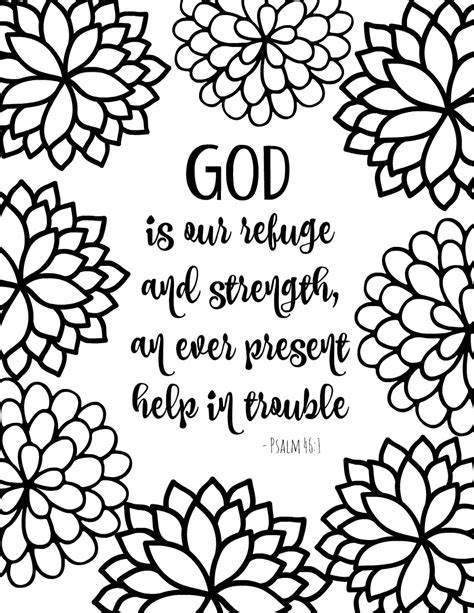 GOD
is our refuge
and strength,
an ever present
help in trouble
- PSALM 46:1